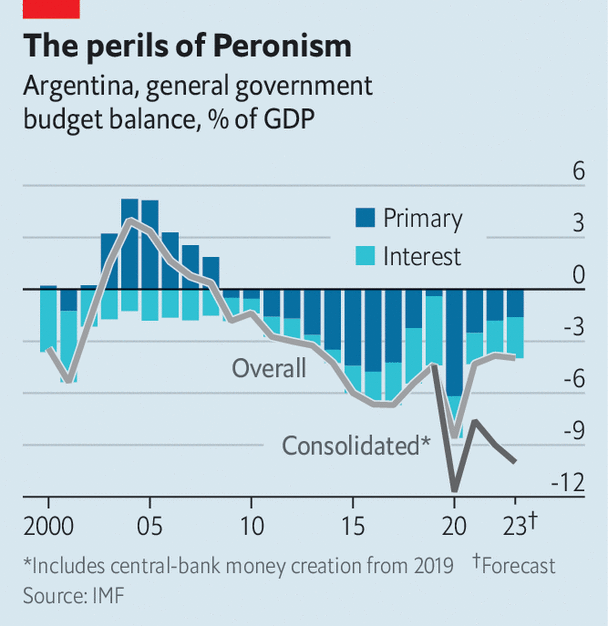 The perils of Peronism
Argentina, general government
budget balance, % of GDP
6
Primary
3
Interest
0
-3
Overall
-6
Consolidated*
-9
-12
2000 05 10 15 20 23†
*Includes central-bank money creation from 2019 †Forecast
Source: IMF